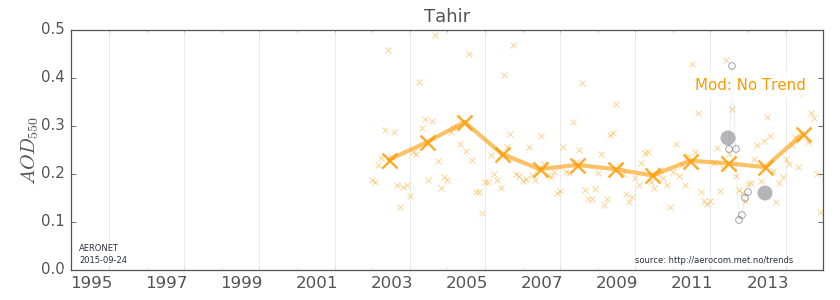 Tahir
0.5
0.4
0.3
0.2
0.1
0.0
AOD550
Mod: No Trend
AERONET
2015-09-24
source: http://aerocom.met.no/trends
1995 1997 1999 2001 2003 2005 2007 2009 2011 2013